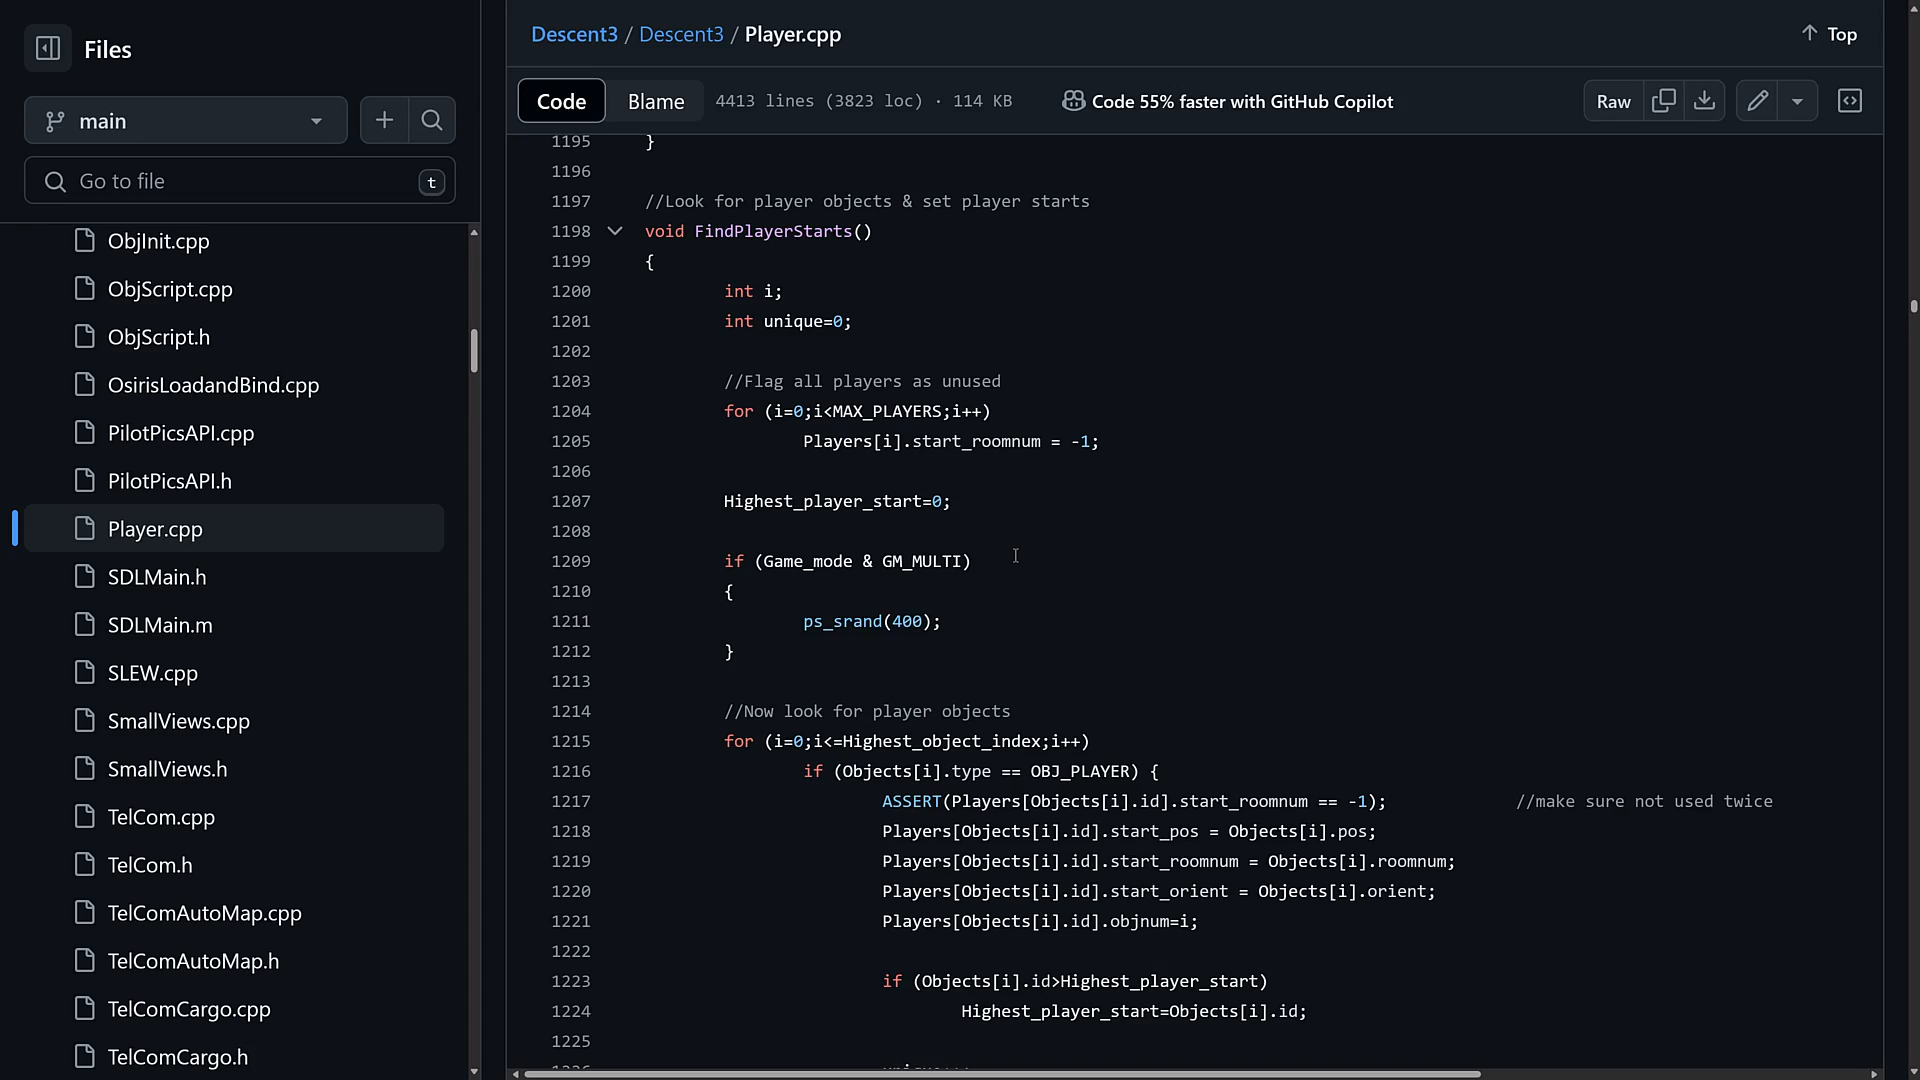 Files
main
Go to file
t
ObjInit.cpp
ObjScript.cpp
ObjScript.h
OsirisLoadandBind.cpp
PilotPicsAPI.cpp
PilotPicsAPI.h
Player.cpp
SDLMain.h
SDLMain.m
SLEW.cpp
SmallViews.cpp
SmallViews.h
TelCom.cpp
TelCom.h
TelComAutoMap.cpp
TelComAutoMap.h
TelComCargo.cpp
TelComCargo.h
Descent3 / Descent3 / Player.cpp
Top
Code Blame 4413 lines (3823 loc) · 114 KB Code 55% faster with GitHub Copilot Raw
1195 }
1196
1197 //Look for player objects & set player starts
1198 void FindPlayerStarts()
1199 {
1200 int i;
1201 int unique=0;
1202
1203 //Flag all players as unused
1204 for (i=0;i<MAX_PLAYERS;i++)
1205 Players[i].start_roomnum = -1;
1206
1207 Highest_player_start=0;
1208
1209 if (Game_mode & GM_MULTI)
1210 {
1211 ps_srand(400);
1212 }
1213
1214 //Now look for player objects
1215 for (i=0;i<=Highest_object_index;i++)
1216 if (Objects[i].type == OBJ_PLAYER) {
1217 ASSERT(Players[Objects[i].id].start_roomnum == -1); //make sure not used twice
1218 Players[Objects[i].id].start_pos = Objects[i].pos;
1219 Players[Objects[i].id].start_roomnum = Objects[i].roomnum;
1220 Players[Objects[i].id].start_orient = Objects[i].orient;
1221 Players[Objects[i].id].objnum=i;
1222
1223 if (Objects[i].id>Highest_player_start)
1224 Highest_player_start=Objects[i].id;
1225